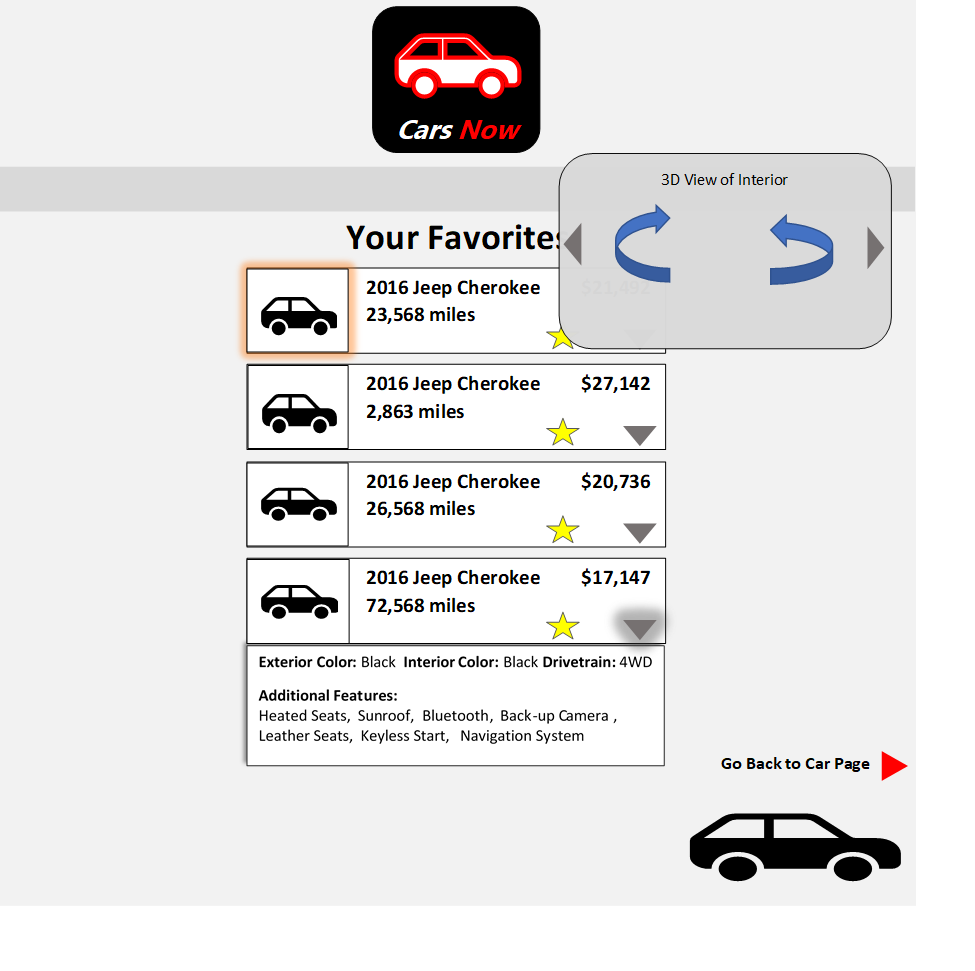 Cars Now
3D View of Interior
Your Favorites
2016 Jeep Cherokee
23,568 miles
2016 Jeep Cherokee $27,142
2,863 miles
2016 Jeep Cherokee $20,736
26,568 miles
2016 Jeep Cherokee $17,147
72,568 miles
Exterior Color: Black Interior Color: Black Drivetrain: 4WD
Additional Features:
Heated Seats, Sunroof, Bluetooth, Back-up Camera ,
Leather Seats, Keyless Start, Navigation System
Go Back to Car Page